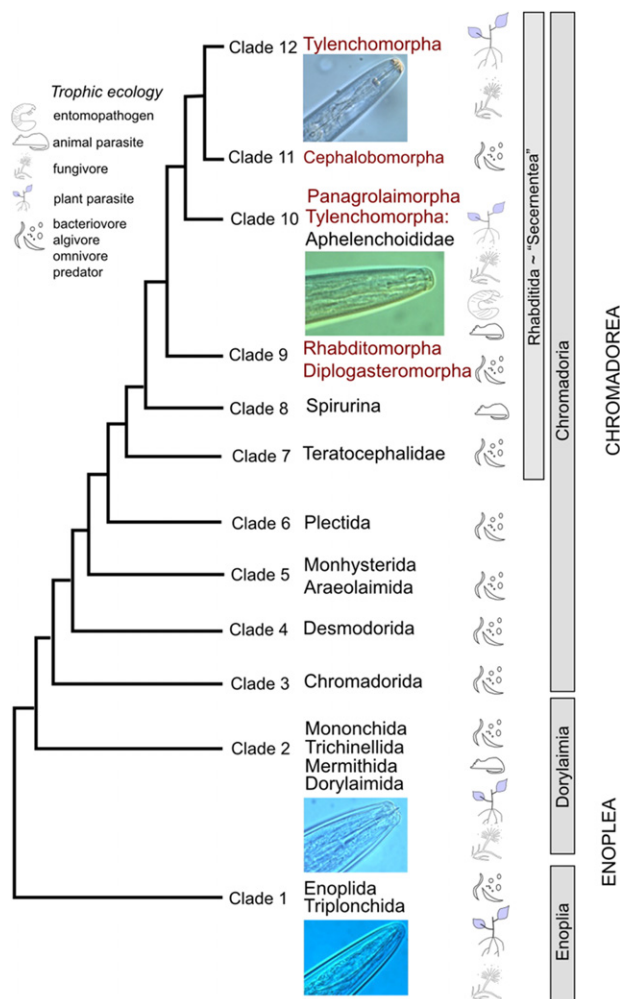 Clade 12 Tylenchomorpha
Trophic ecology
entomopathogen
animal parasite
fungivore
plant parasite
bacteriovore
algivore
omnivore
predator
Clade 11 Cephalobomorpha
Panagrolaimorpha
Clade 10 Tylenchomorpha:
Aphelenchoididae
Clade 9 Rhabditomorpha
Diplogasteromorpha
Clade 8 Spirurina
Clade 7 Teratocephalidae
Clade 6 Plectida
Clade 5 Monhysterida
Araeolaimida
Clade 4 Desmodorida
Clade 3 Chromadorida
Mononchida
Clade 2 Trichinellida
Mermithida
Dorylaimida
Clade 1 Enoplida
Triplonchida
Rhabditida ~ "Secernentea"
Chromadoria
CHROMADOREA
Dorylaimia
Enoplia
ENOPLEA